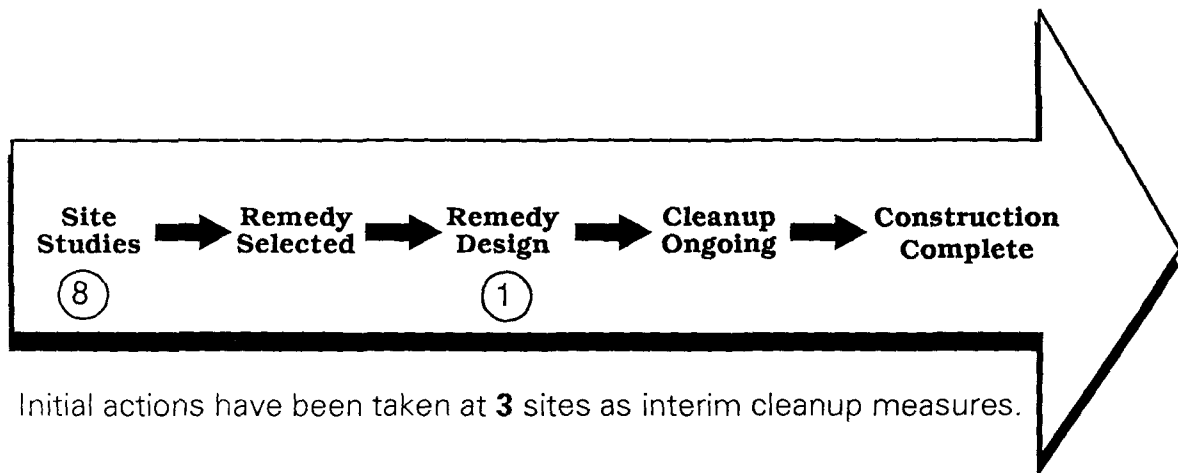 Site Studies
8
Remedy Selected
Remedy Design
1
Cleanup Ongoing
Construction Complete
Initial actions have been taken at 3 sites as interim cleanup measures.